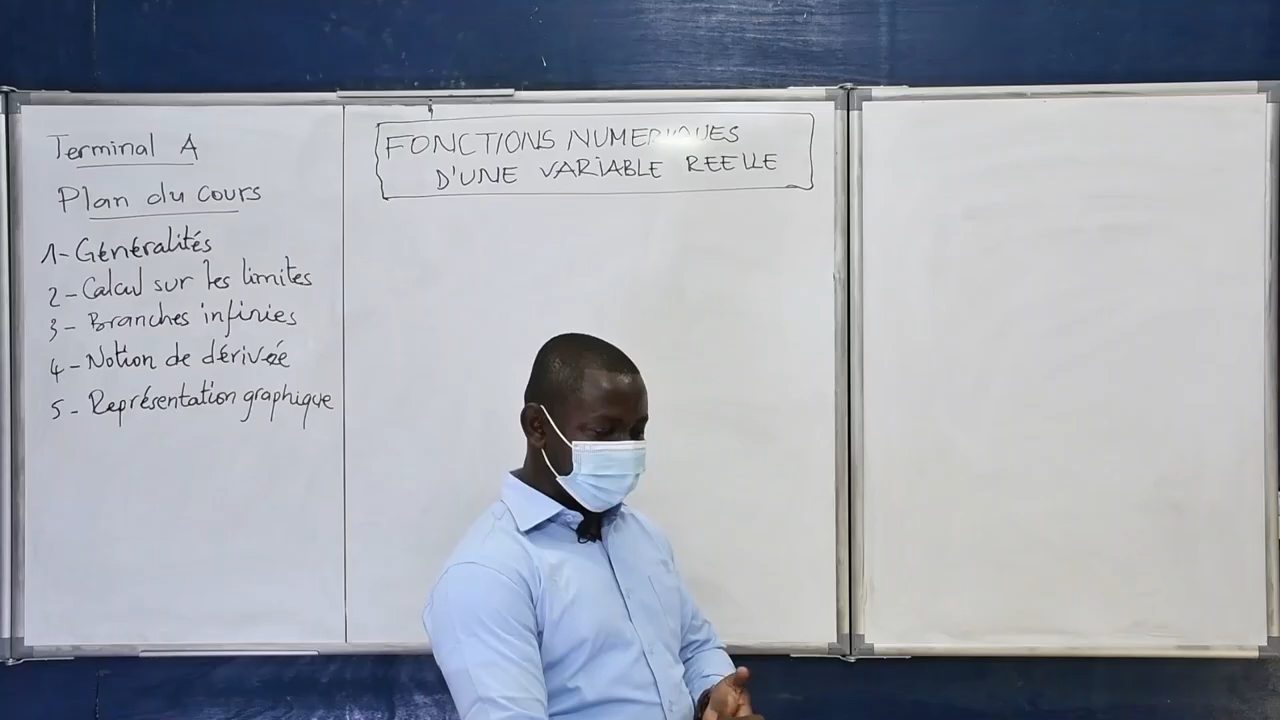 Terminal A
Plan du cours
1- Généralités
2- Calcul sur les limites
3- Branches infinies
4- Notion de dérivée
5- Représentation graphique
FONCTIONS NUMERIQUES
D'UNE VARIABLE REELLE